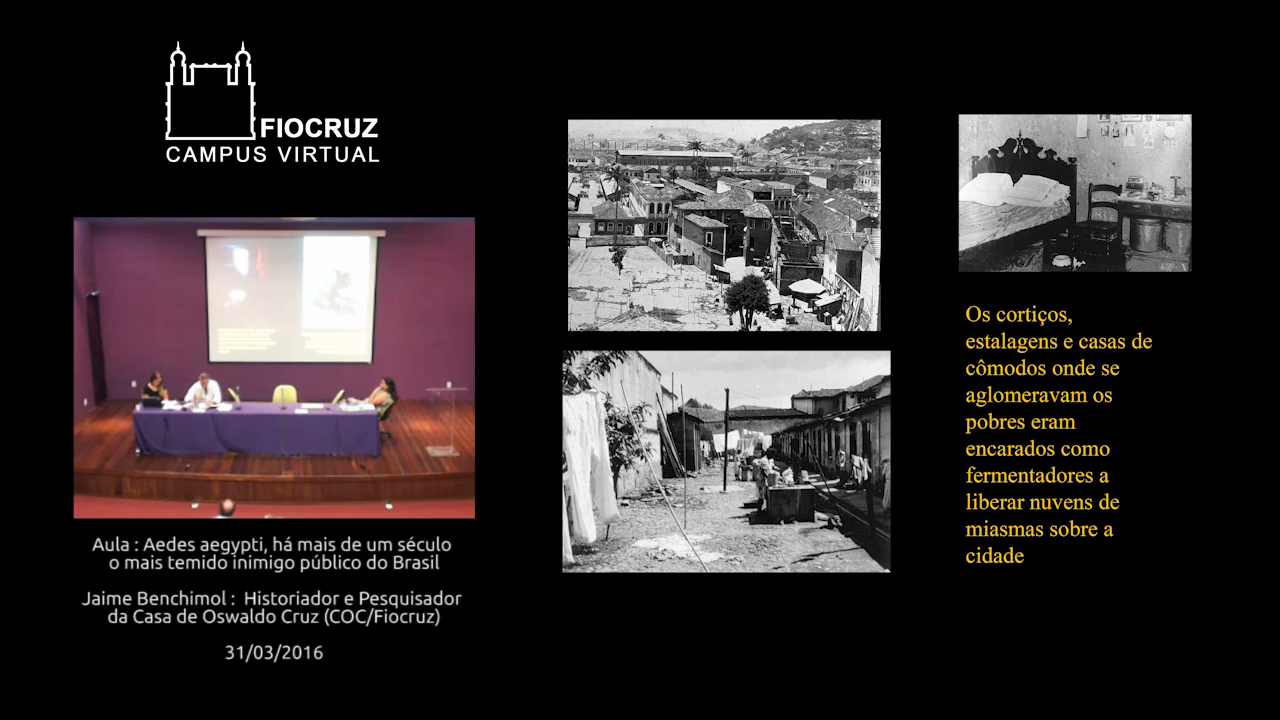 FIOCRUZ
CAMPUS VIRTUAL
Aula : Aedes aegypti, há mais de um século
o mais temido inimigo público do Brasil
Jaime Benchimol : Historiador e Pesquisador
da Casa de Oswaldo Cruz (COC/Fiocruz)
31/03/2016
Os cortiços,
estalagens e casas de
cômodos onde se
aglomeravam os
pobres eram
encarados como
fermentadores a
liberar nuvens de
miasmas sobre a
cidade